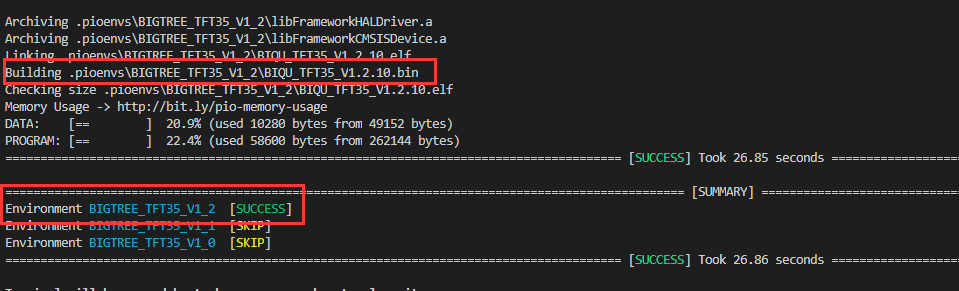 Archiving .pioenvs\BIGTREE_TFT35_V1_2\libFrameworkHALDriver.a
Archiving .pioenvs\BIGTREE_TFT35_V1_2\libFrameworkCMSISDevice.a
Linking .pioenvs\BIGTREE_TFT35_V1_2\BIQU_TFT35_V1.2.10.elf
Building .pioenvs\BIGTREE_TFT35_V1_2\BIQU_TFT35_V1.2.10.bin
Checking size .pioenvs\BIGTREE_TFT35_V1_2\BIQU_TFT35_V1.2.10.elf
Memory Usage -> http://bit.ly/pio-memory-usage
DATA:    [==        ]  20.9% (used 10280 bytes from 49152 bytes)
PROGRAM: [==        ]  22.4% (used 58600 bytes from 262144 bytes)
[SUCCESS] Took 26.85 seconds
[SUMMARY]
Environment BIGTREE_TFT35_V1_2  [SUCCESS]
Environment BIGTREE_TFT35_V1_1  [SKIP]
Environment BIGTREE_TFT35_V1_0  [SKIP]
[SUCCESS] Took 26.86 seconds